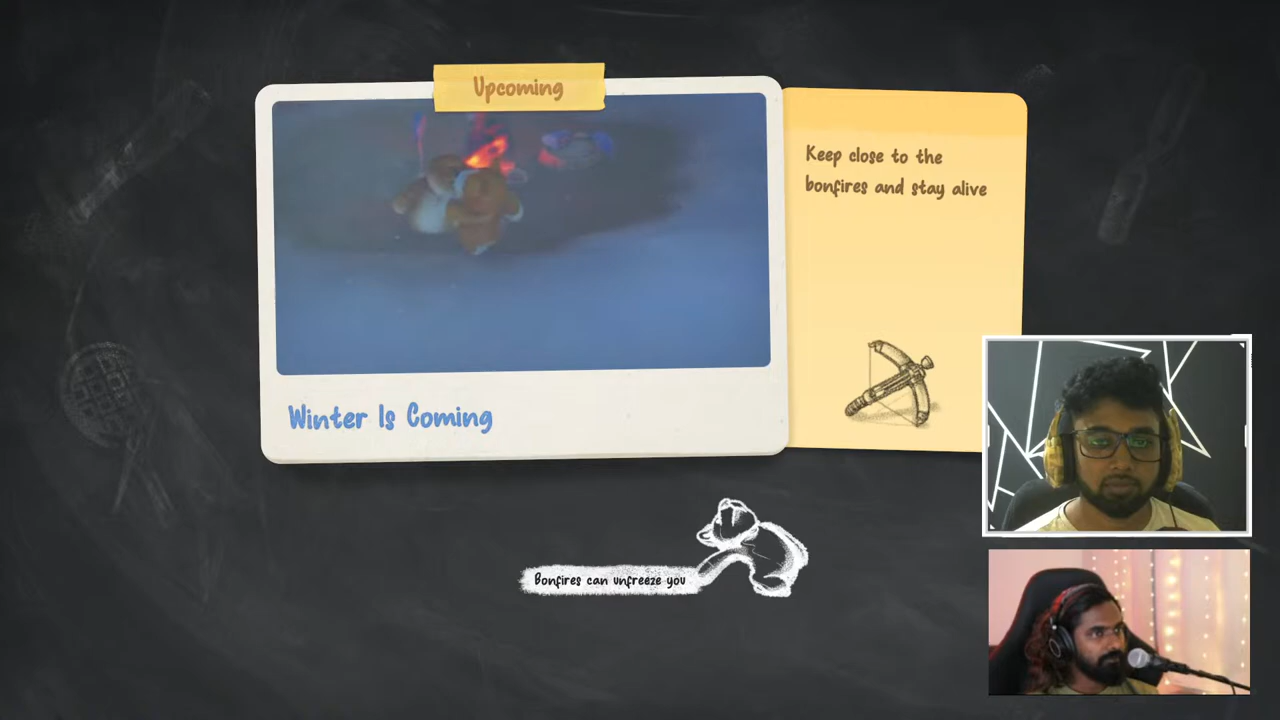 Upcoming
Keep close to the
bonfires and stay alive
Winter Is Coming
Bonfires can unfreeze you